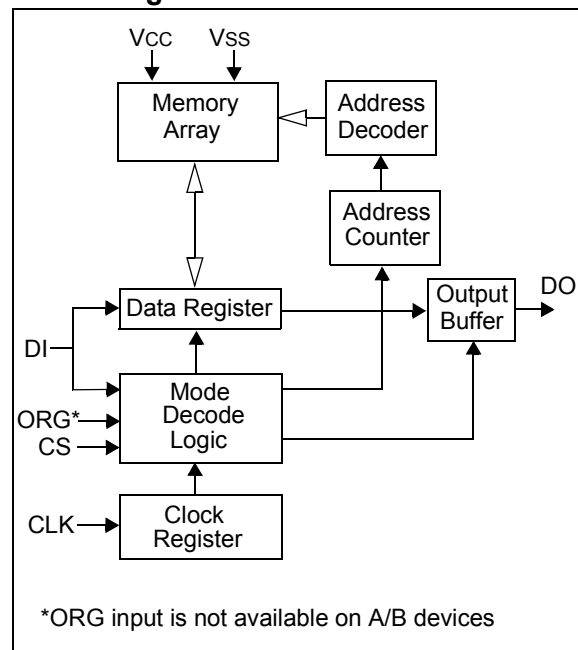 VCC
VSS
Memory
Array
Address
Decoder
Address
Counter
Data Register
Output
Buffer
DO
DI
Mode
Decode
Logic
ORG*
CS
CLK
Clock
Register
*ORG input is not available on A/B devices